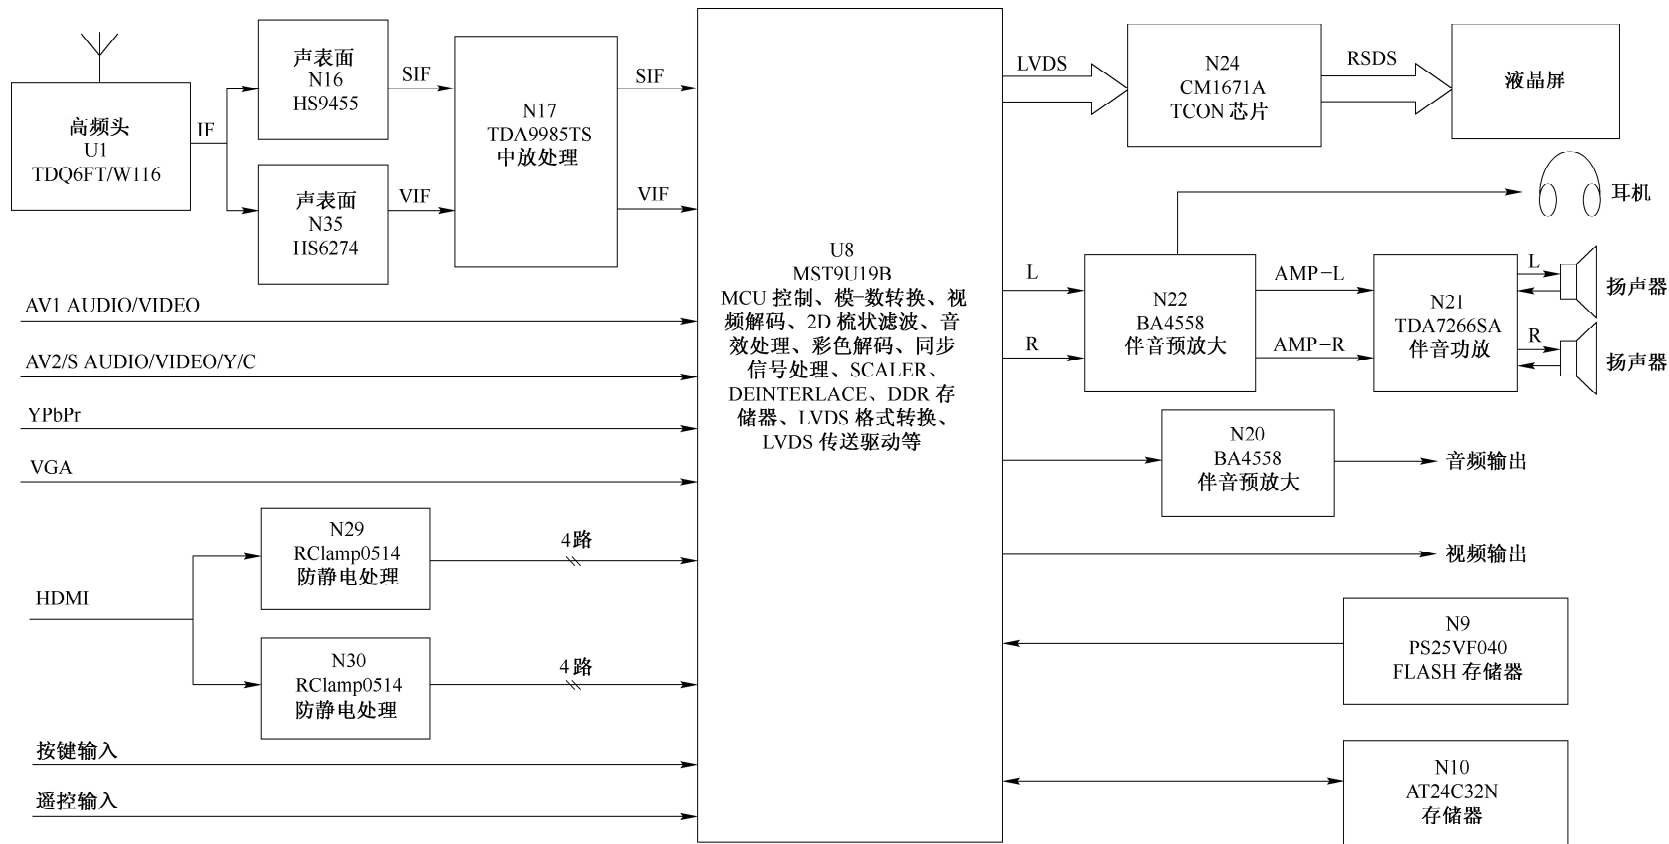 高频头
U1
TDQ6FT/W116
IF
声表面
N16
HS9455
SIF
声表面
N35
HS6274
VIF
N17
TDA9985TS
中放处理
SIF
VIF
AV1 AUDIO/VIDEO
AV2/S AUDIO/VIDEO/Y/C
YPbPr
VGA
HDMI
N29
RClamp0514
防静电处理
4路
N30
RClamp0514
防静电处理
4路
按键输入
遥控输入
U8
MST9U19B
MCU 控制、模-数转换、视
频解码、2D 梳状滤波、音
效处理、彩色解码、同步
信号处理、SCALER、
DEINTERLACE、DDR 存
储器、LVDS 格式转换、
LVDS 传送驱动等
LVDS
N24
CM1671A
TCON 芯片
RSDS
液晶屏
耳机
L
R
N22
BA4558
伴音预放大
AMP-L
AMP-R
N21
TDA7266SA
伴音功放
L
扬声器
R
扬声器
N20
BA4558
伴音预放大
音频输出
视频输出
N9
PS25VF040
FLASH 存储器
N10
AT24C32N
存储器